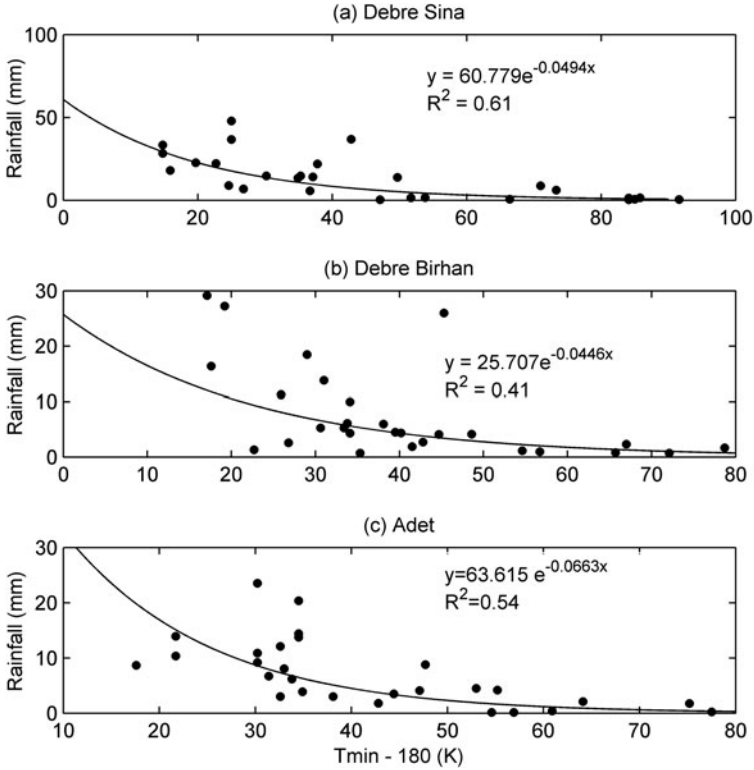 (a) Debre Sina
100
50
0
Rainfall (mm)
y = 60.779e^-0.0494x
R² = 0.61
0 20 40 60 80 100
(b) Debre Birhan
30
20
10
0
Rainfall (mm)
y = 25.707e^-0.0446x
R² = 0.41
0 10 20 30 40 50 60 70 80
(c) Adet
30
20
10
0
Rainfall (mm)
y=63.615 e^-0.0663x
R²=0.54
10 20 30 40 50 60 70 80
Tmin - 180 (K)